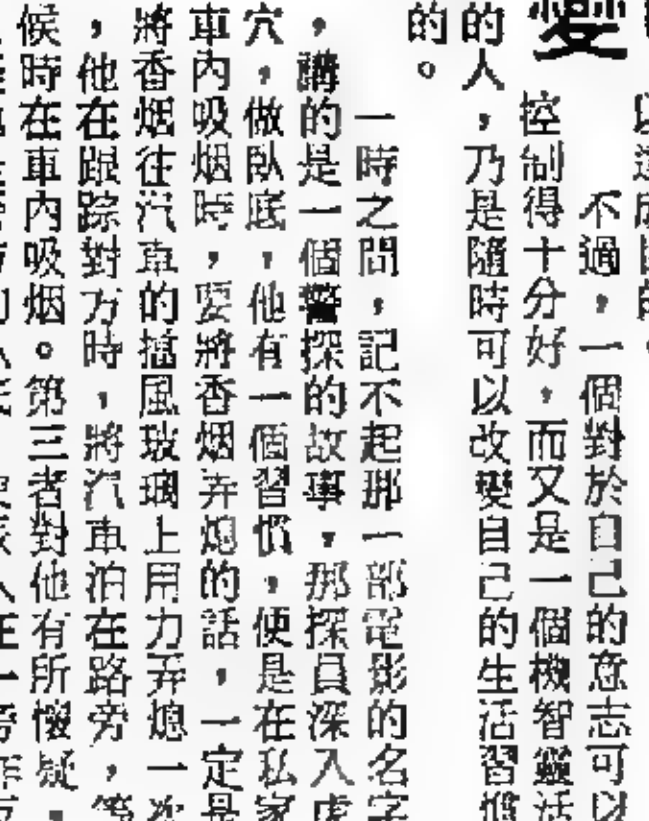 變
不過，一個對於自己的意志可以
控制得十分好，而又是一個機智靈活
的人，乃是隨時可以改變自己的生活習慣
的。
一時之間，記不起那一部電影的名字
，講的是一個警探的故事，那探員深入虎
穴，做臥底，他有一個習慣，便是在私家
車內吸烟時，要將香烟弄熄的話，一定是
將香烟往汽車的擋風玻璃上用力弄熄一次
，他在跟踪對方時，將汽車泊在路旁，等
候時在車內吸烟。第三者對他有所懷疑，